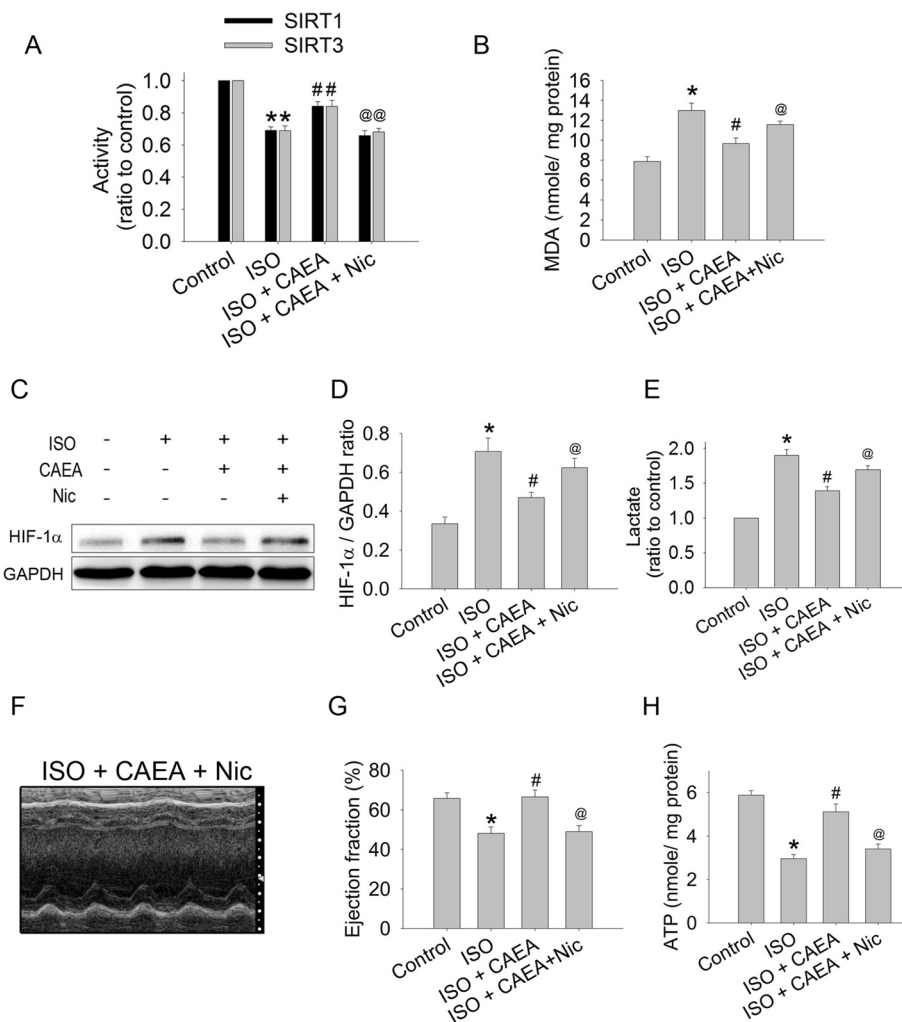 SIRT1
SIRT3
A
Activity
(ratio to control)
1.0
0.8
0.6
0.4
0.2
0.0
**
##
@@
Control
ISO
ISO + CAEA
ISO + CAEA + Nic
B
MDA (nmole/ mg protein)
16
14
12
10
8
6
4
2
0
*
#
@
Control
ISO
ISO + CAEA
ISO + CAEA+Nic
C
ISO - + + +
CAEA - - + +
Nic - - - +
HIF-1α
GAPDH
D
HIF-1α / GAPDH ratio
0.8
0.6
0.4
0.2
0.0
*
#
@
Control
ISO
ISO + CAEA
ISO + CAEA + Nic
E
Lactate
(ratio to control)
2.0
1.5
1.0
0.5
0.0
*
#
@
Control
ISO
ISO + CAEA
ISO + CAEA + Nic
F
ISO + CAEA + Nic
G
Ejection fraction (%)
80
60
40
20
0
*
#
@
Control
ISO
ISO + CAEA
ISO + CAEA+Nic
H
ATP (nmole/ mg protein)
6
4
2
0
*
#
@
Control
ISO
ISO + CAEA
ISO + CAEA + Nic